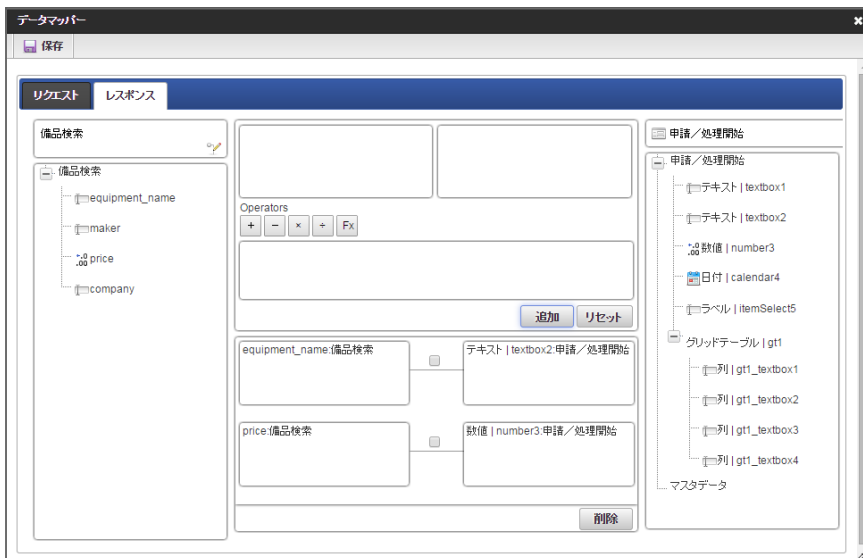 データマッパー
保存
リクエスト
レスポンス
備品検索
備品検索
equipment_name
maker
price
company
Operators
+ − × ÷ Fx
追加 リセット
equipment_name:備品検索
テキスト | textbox2:申請／処理開始
price:備品検索
数値 | number3:申請／処理開始
削除
申請／処理開始
申請／処理開始
テキスト | textbox1
テキスト | textbox2
数値 | number3
日付 | calendar4
ラベル | itemSelect5
グリッドテーブル | gt1
列 | gt1_textbox1
列 | gt1_textbox2
列 | gt1_textbox3
列 | gt1_textbox4
マスタデータ